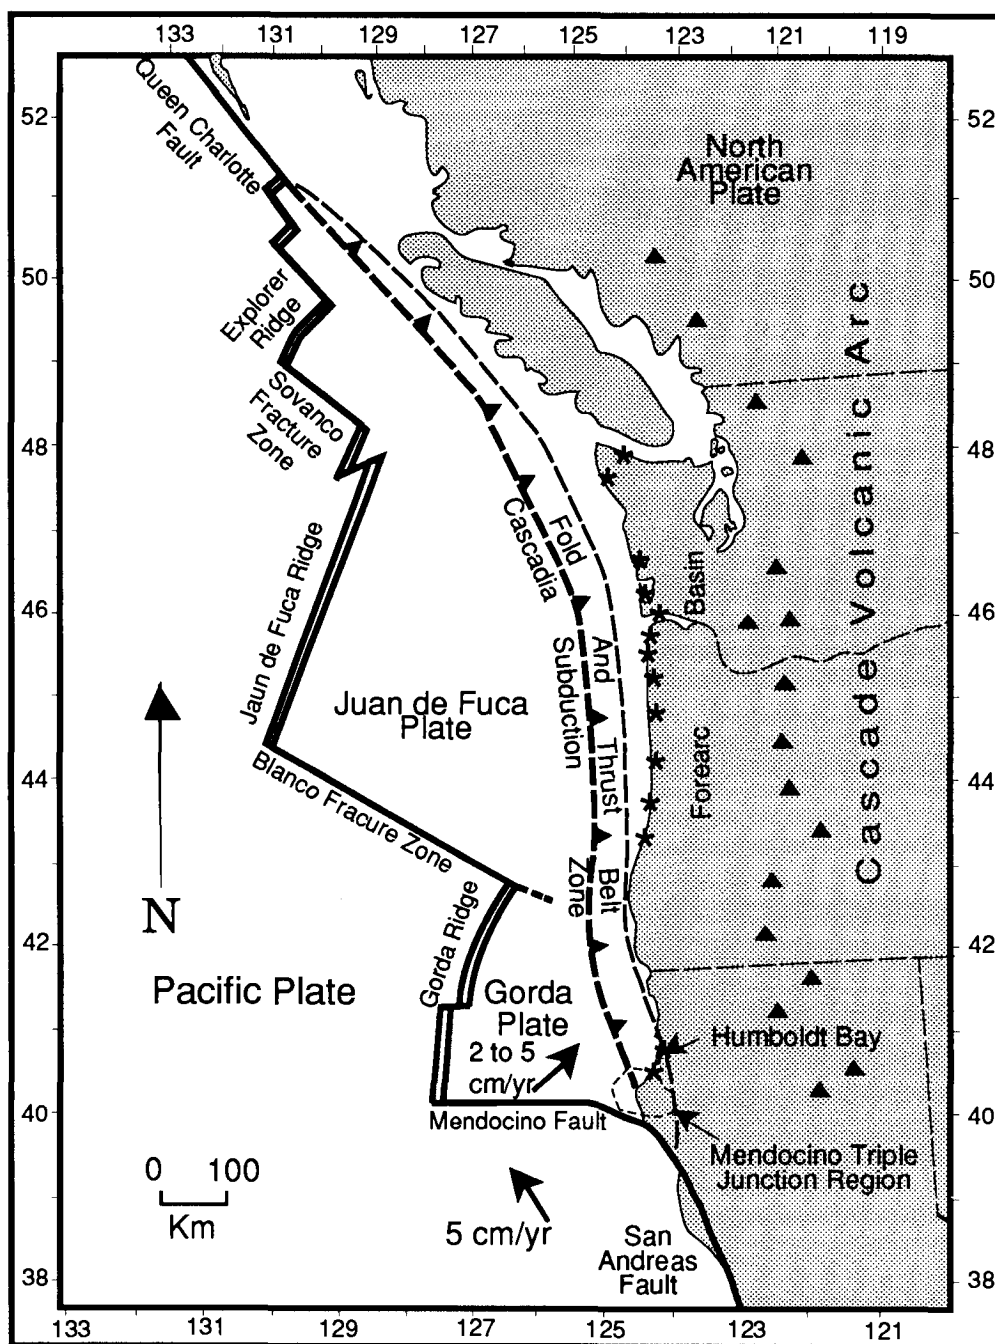 133 131 129 127 125 123 121 119
52
50
48
46
44
42
40
38
52
50
48
46
44
42
40
38
Queen Charlotte
Fault
North
American
Plate
Explorer
Ridge
Sovanco
Fracture
Zone
Cascadia
Subduction
Zone
Fold
And
Thrust
Belt
Basin
Forearc
Cascade Volcanic Arc
Jaun de Fuca Ridge
Juan de Fuca
Plate
Blanco Fracure Zone
N
Gorda Ridge
Pacific Plate
Gorda
Plate
2 to 5
cm/yr
Humboldt Bay
Mendocino Fault
Mendocino Triple
Junction Region
0 100
Km
5 cm/yr
San
Andreas
Fault
133 131 129 127 125 123 121